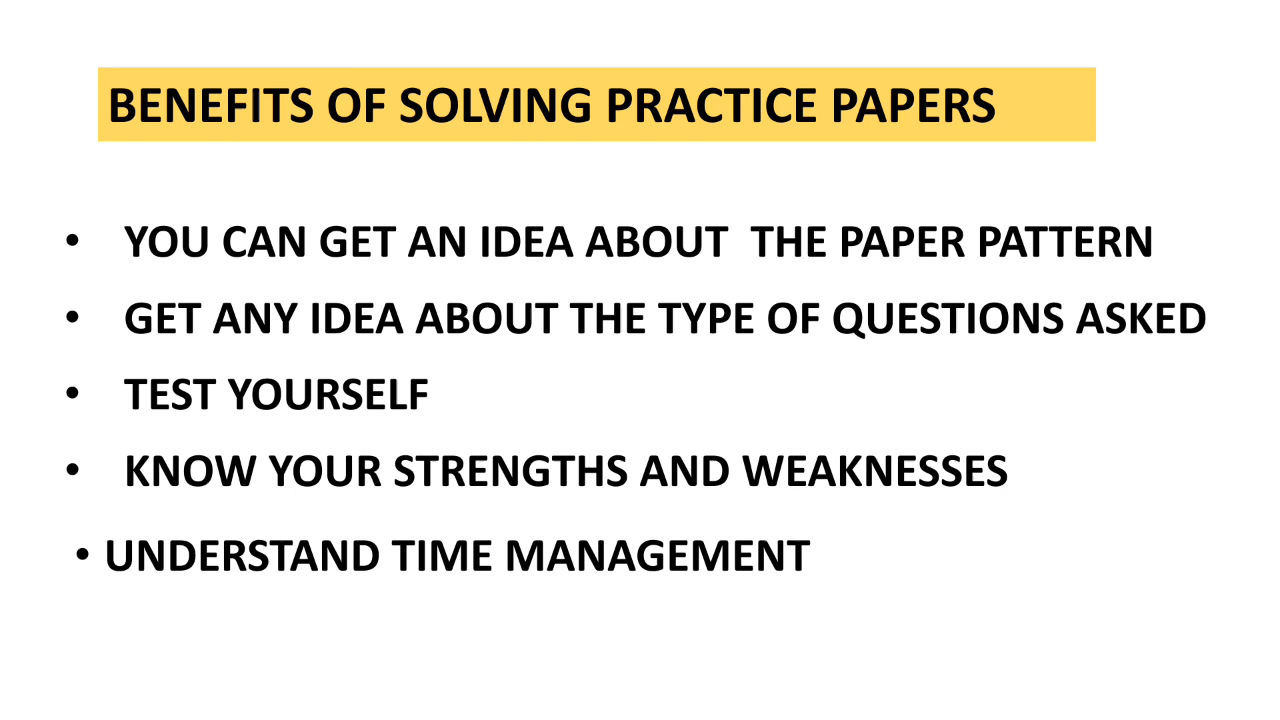 BENEFITS OF SOLVING PRACTICE PAPERS
• YOU CAN GET AN IDEA ABOUT  THE PAPER PATTERN
• GET ANY IDEA ABOUT THE TYPE OF QUESTIONS ASKED
• TEST YOURSELF
• KNOW YOUR STRENGTHS AND WEAKNESSES
• UNDERSTAND TIME MANAGEMENT